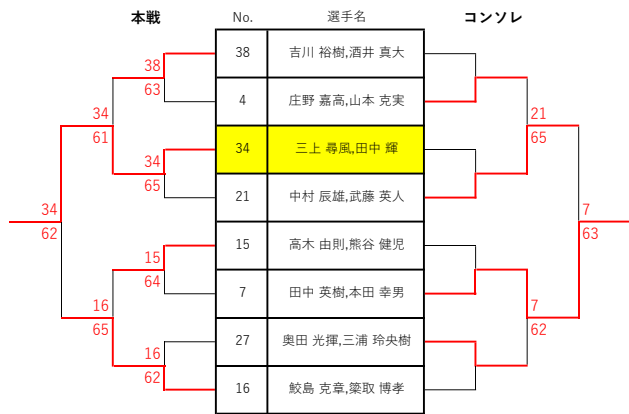 本戦 No. 選手名 コンソレ
38 吉川 裕樹,酒井 真大
38
63
4 庄野 嘉高,山本 克実
34
61
21
65
34 三上 尋風,田中 輝
34
65
21 中村 辰雄,武藤 英人
34
62
7
63
15 高木 由則,熊谷 健児
15
64
7 田中 英樹,本田 幸男
16
65
7
62
27 奥田 光揮,三浦 玲央樹
16
62
16 鮫島 克章,簗取 博孝